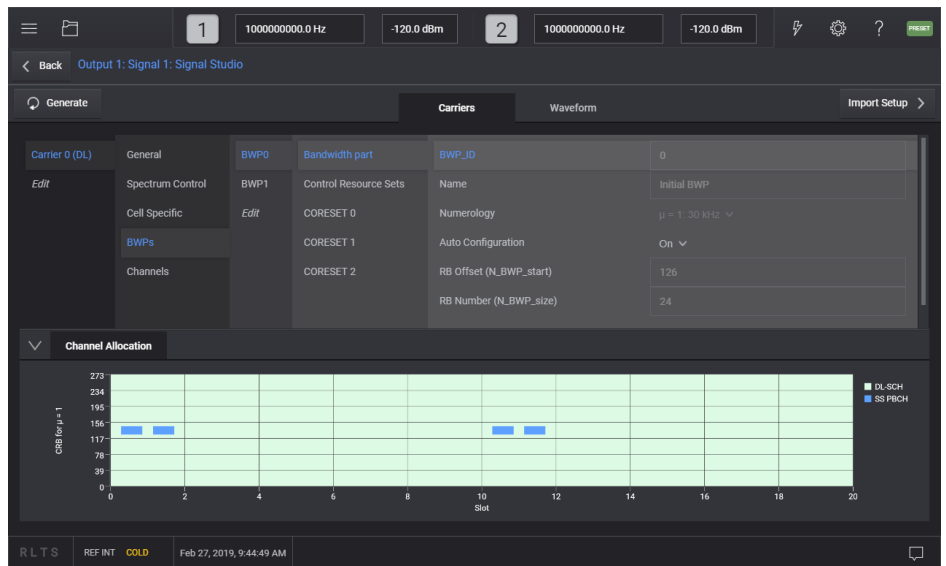 1 1000000000.0 Hz -120.0 dBm 2 1000000000.0 Hz -120.0 dBm ? PRESET
Back Output 1: Signal 1: Signal Studio
Generate Carriers Waveform Import Setup
Carrier 0 (DL) General BWP0 Bandwidth part BWP_ID 0
Edit Spectrum Control BWP1 Control Resource Sets Name Initial BWP
Cell Specific Edit CORESET 0 Numerology µ = 1: 30 kHz
BWPs CORESET 1 Auto Configuration On
Channels CORESET 2 RB Offset (N_BWP_start) 126
RB Number (N_BWP_size) 24
Channel Allocation
273
234
195
156
117
78
39
0
CRB for µ = 1
0 2 4 6 8 10 12 14 16 18 20
Slot
DL-SCH
SS PBCH
RLTS REF INT COLD Feb 27, 2019, 9:44:49 AM